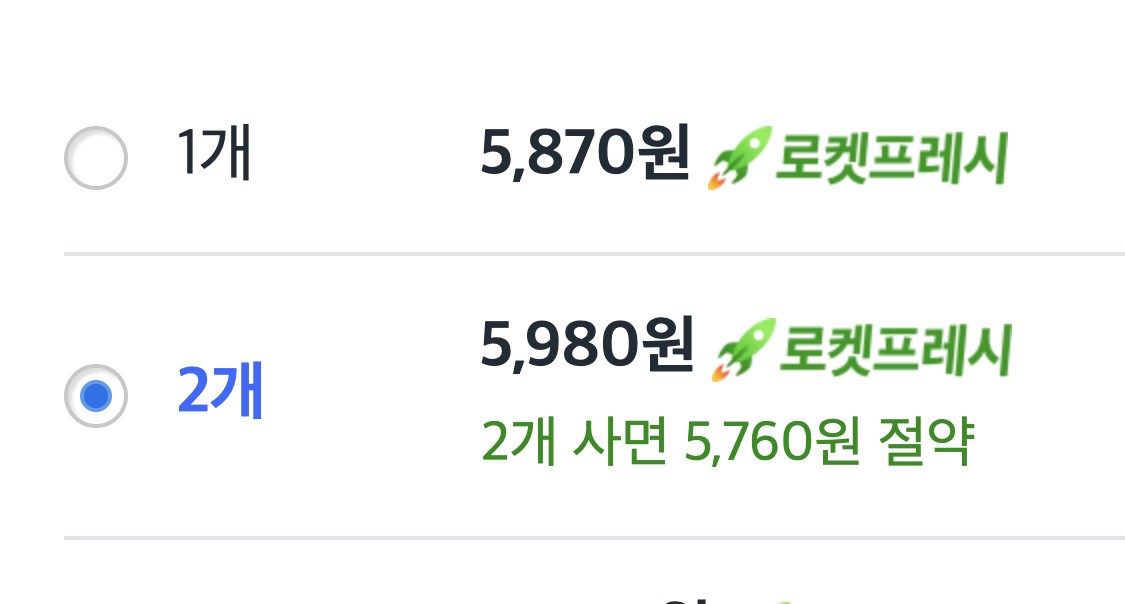 1개 5,870원 로켓프레시
2개 5,980원 로켓프레시
2개 사면 5,760원 절약